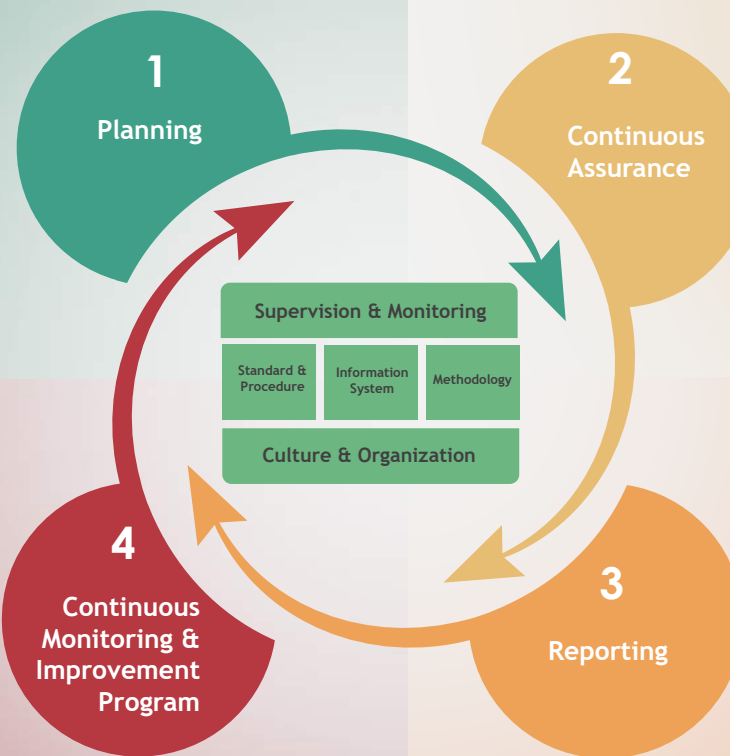 1
Planning
2
Continuous
Assurance
Supervision & Monitoring
Standard &
Procedure
Information
System
Methodology
Culture & Organization
3
Reporting
4
Continuous
Monitoring &
Improvement
Program